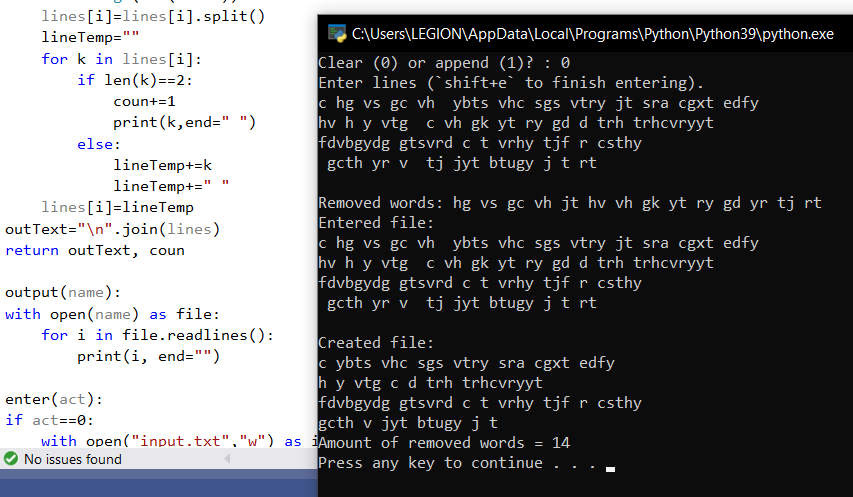 lines[i]=lines[i].split()
lineTemp=""
for k in lines[i]:
if len(k)==2:
coun+=1
print(k,end=" ")
else:
lineTemp+=k
lineTemp+=" "
lines[i]=lineTemp
outText="\n".join(lines)
return outText, coun
output(name):
with open(name) as file:
for i in file.readlines():
print(i, end="")
enter(act):
if act==0:
with open("input.txt","w") as
No issues found
C:\Users\LEGION\AppData\Local\Programs\Python\Python39\python.exe
Clear (0) or append (1)? : 0
Enter lines (`shift+e` to finish entering).
c hg vs gc vh  ybts vhc sgs vtry jt sra cgxt edfy
hv h y vtg  c vh gk yt ry gd d trh trhcvryyt
fdvbgydg gtsvrd c t vrhy tjf r csthy
gcth yr v  tj jyt btugy j t rt
Removed words: hg vs gc vh jt hv vh gk yt ry gd yr tj rt
Entered file:
c hg vs gc vh  ybts vhc sgs vtry jt sra cgxt edfy
hv h y vtg  c vh gk yt ry gd d trh trhcvryyt
fdvbgydg gtsvrd c t vrhy tjf r csthy
gcth yr v  tj jyt btugy j t rt
Created file:
c ybts vhc sgs vtry sra cgxt edfy
h y vtg c d trh trhcvryyt
fdvbgydg gtsvrd c t vrhy tjf r csthy
gcth v jyt btugy j t
Amount of removed words = 14
Press any key to continue . . .